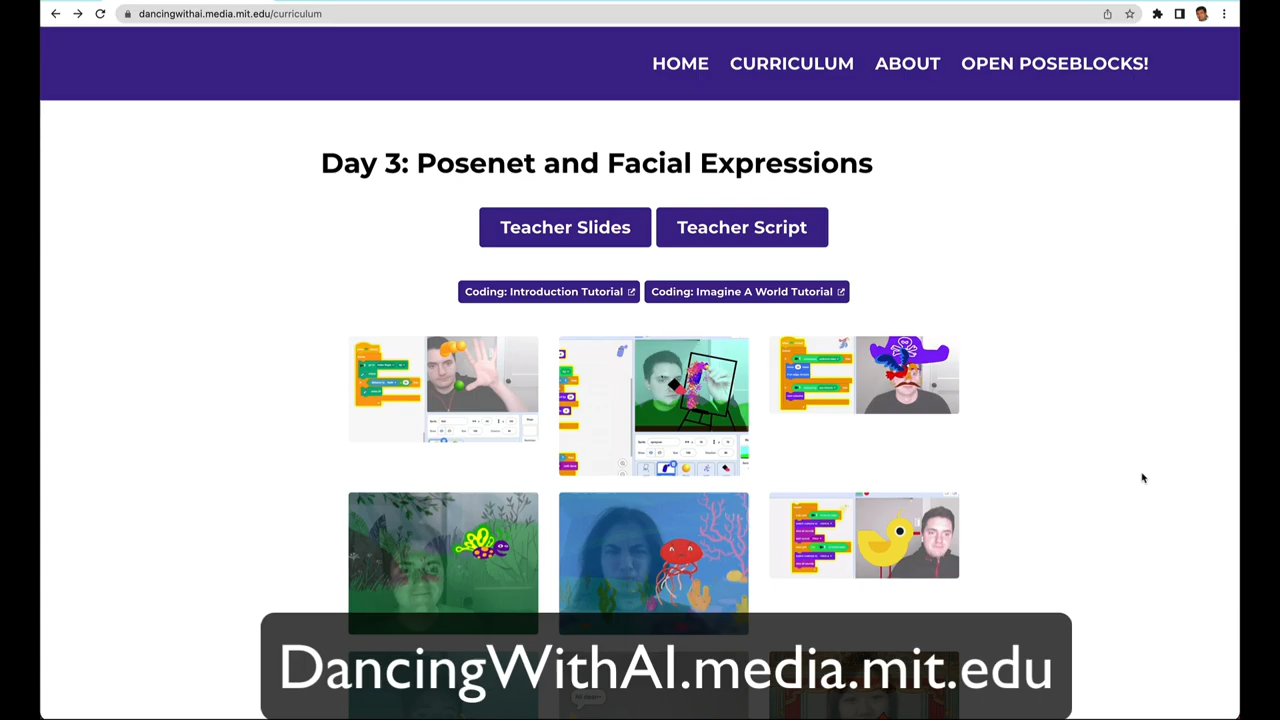 dancingwithai.media.mit.edu/curriculum
HOME CURRICULUM ABOUT OPEN POSEBLOCKS!
Day 3: Posenet and Facial Expressions
Teacher Slides Teacher Script
Coding: Introduction Tutorial Coding: Imagine A World Tutorial
DancingWithAI.media.mit.edu